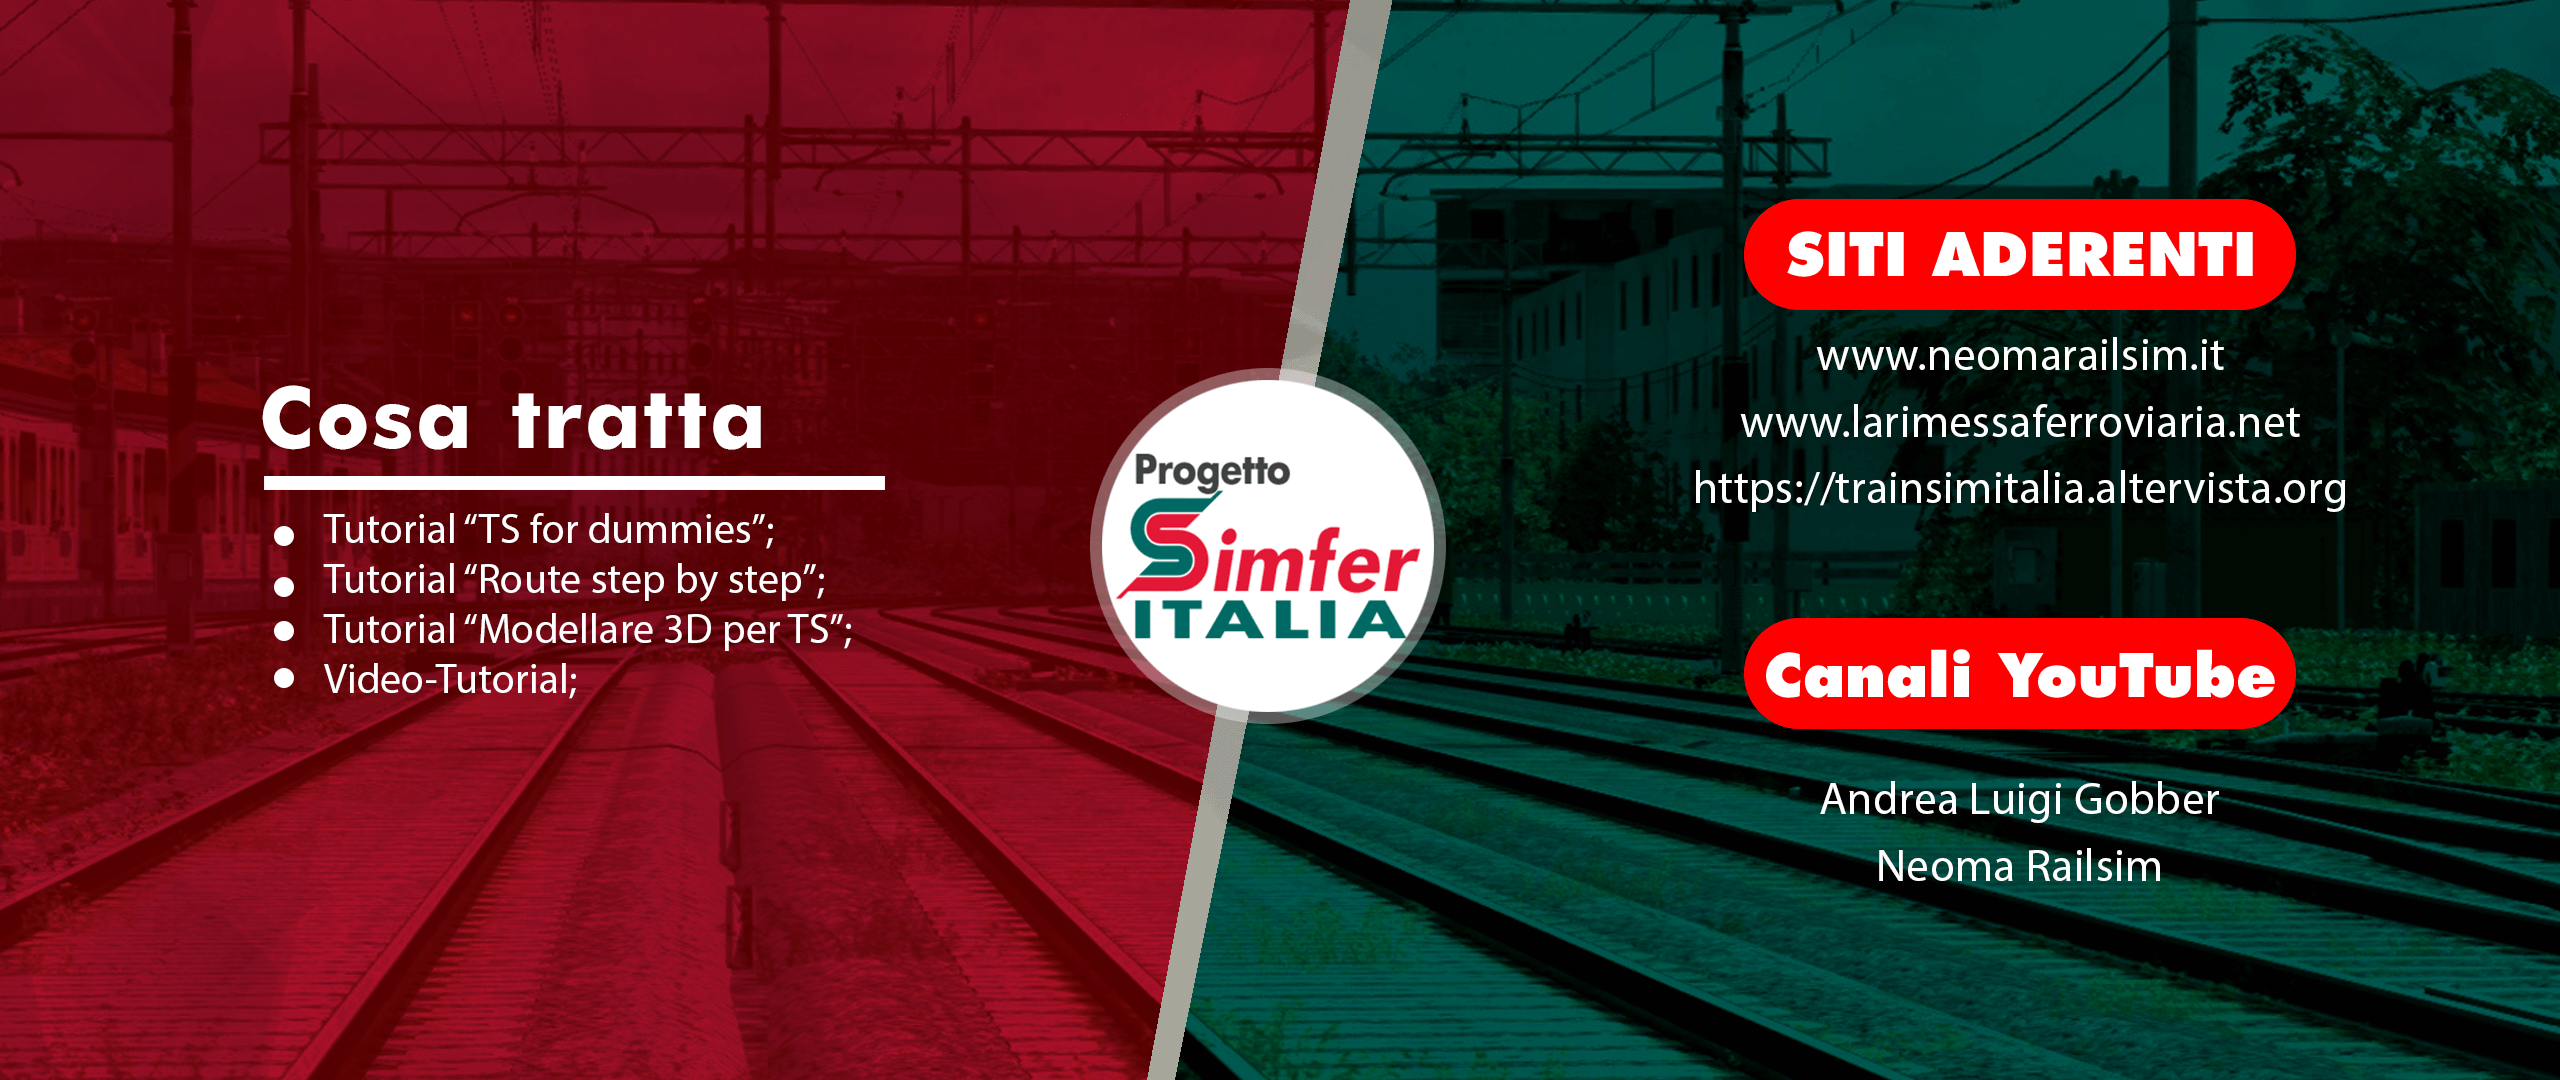 Cosa tratta
Tutorial “TS for dummies”;
Tutorial “Route step by step”;
Tutorial “Modellare 3D per TS”;
Video-Tutorial;
Progetto
Simfer
ITALIA
SITI ADERENTI
www.neomarailsim.it
www.larimessaferroviaria.net
https://trainsimitalia.altervista.org
Canali YouTube
Andrea Luigi Gobber
Neoma Railsim